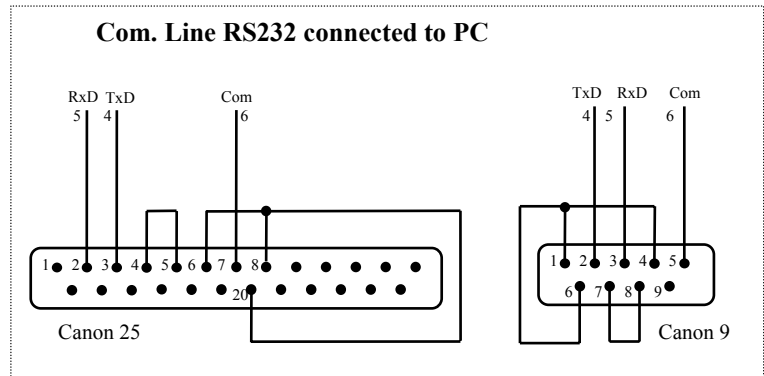 Com. Line RS232 connected to PC
RxD TxD Com
5 4 6
TxD RxD Com
4 5 6
1 2 3 4 5 6 7 8
20
Canon 25
1 2 3 4 5
6 7 8 9
Canon 9